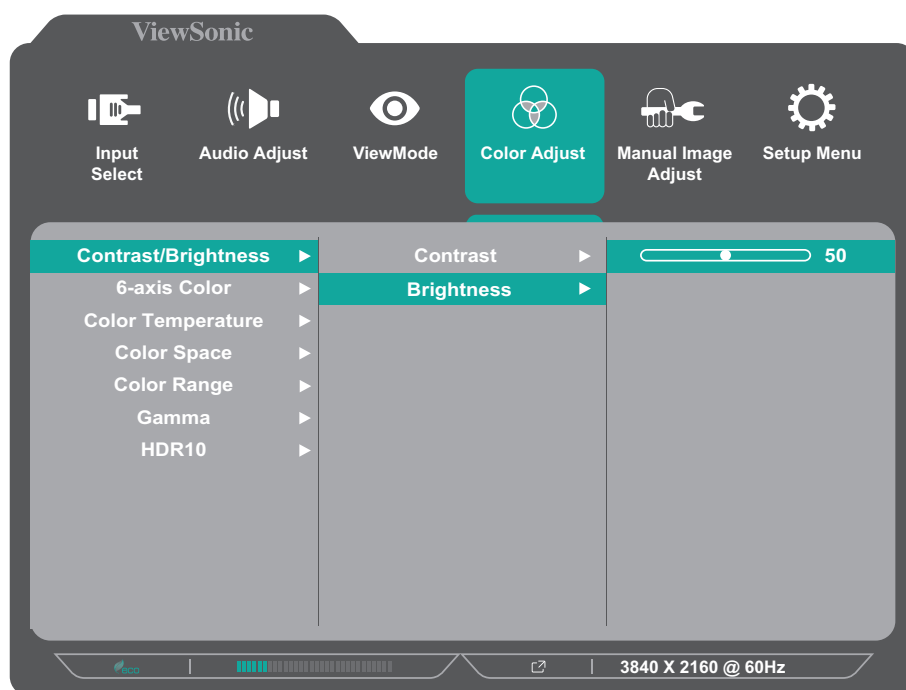 ViewSonic
Input
Select
Audio Adjust
ViewMode
Color Adjust
Manual Image
Adjust
Setup Menu
Contrast/Brightness
6-axis Color
Color Temperature
Color Space
Color Range
Gamma
HDR10
Contrast
Brightness
50
eco
3840 X 2160 @ 60Hz